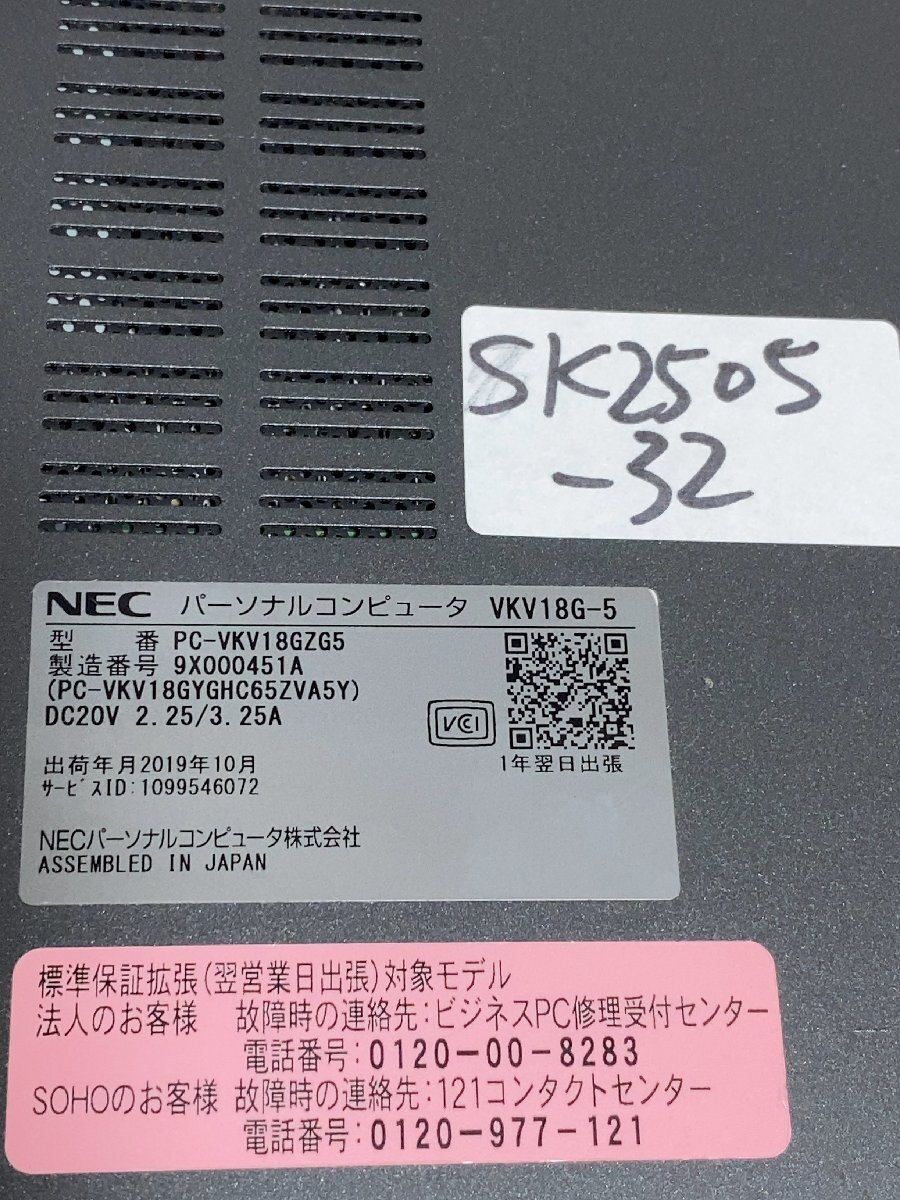 SK2505
-32
NEC パーソナルコンピュータ VKV18G-5
型 番 PC-VKV18GZG5
製造番号 9X000451A
(PC-VKV18GYGHC65ZVA5Y)
DC20V 2.25/3.25A
VCCI
出荷年月2019年10月
1年翌日出張
サービスID:1099546072
NECパーソナルコンピュータ株式会社
ASSEMBLED IN JAPAN
標準保証拡張(翌営業日出張)対象モデル
法人のお客様 故障時の連絡先:ビジネスPC修理受付センター
電話番号:0120-00-8283
SOHOのお客様 故障時の連絡先:121コンタクトセンター
電話番号:0120-977-121